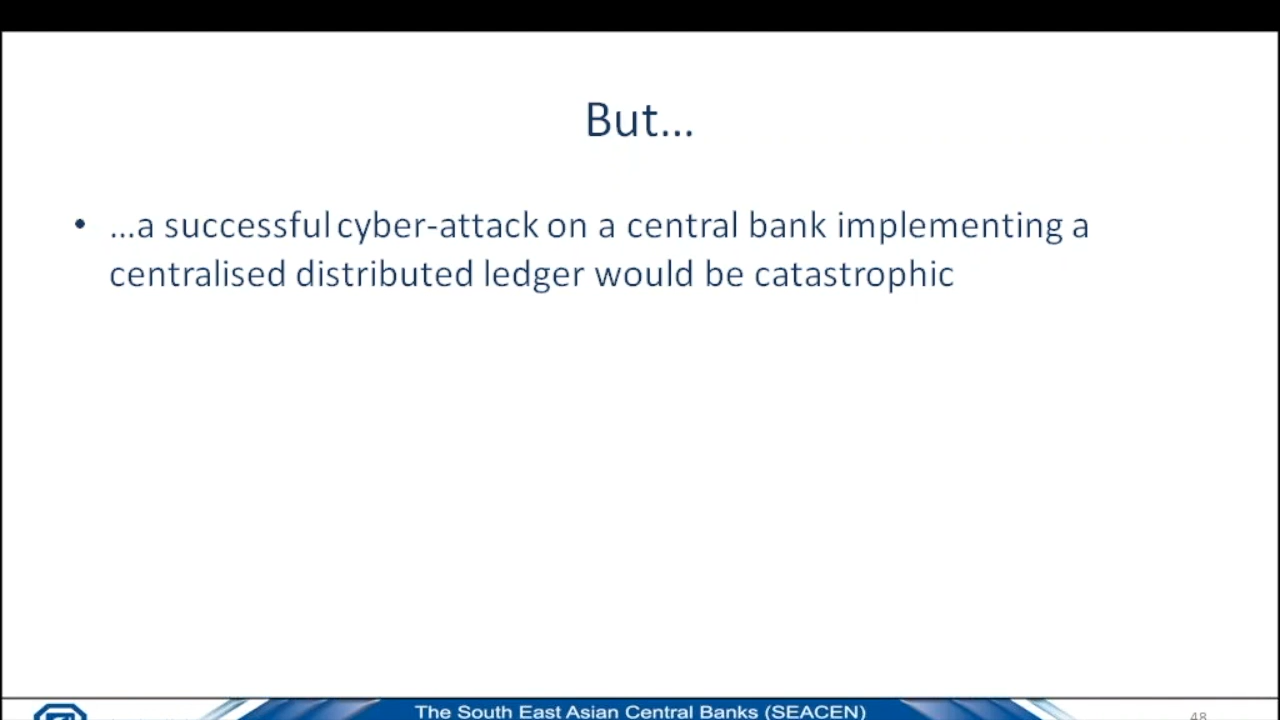 But...
• ...a successful cyber-attack on a central bank implementing a
centralised distributed ledger would be catastrophic
The South East Asian Central Banks (SEACEN)
48